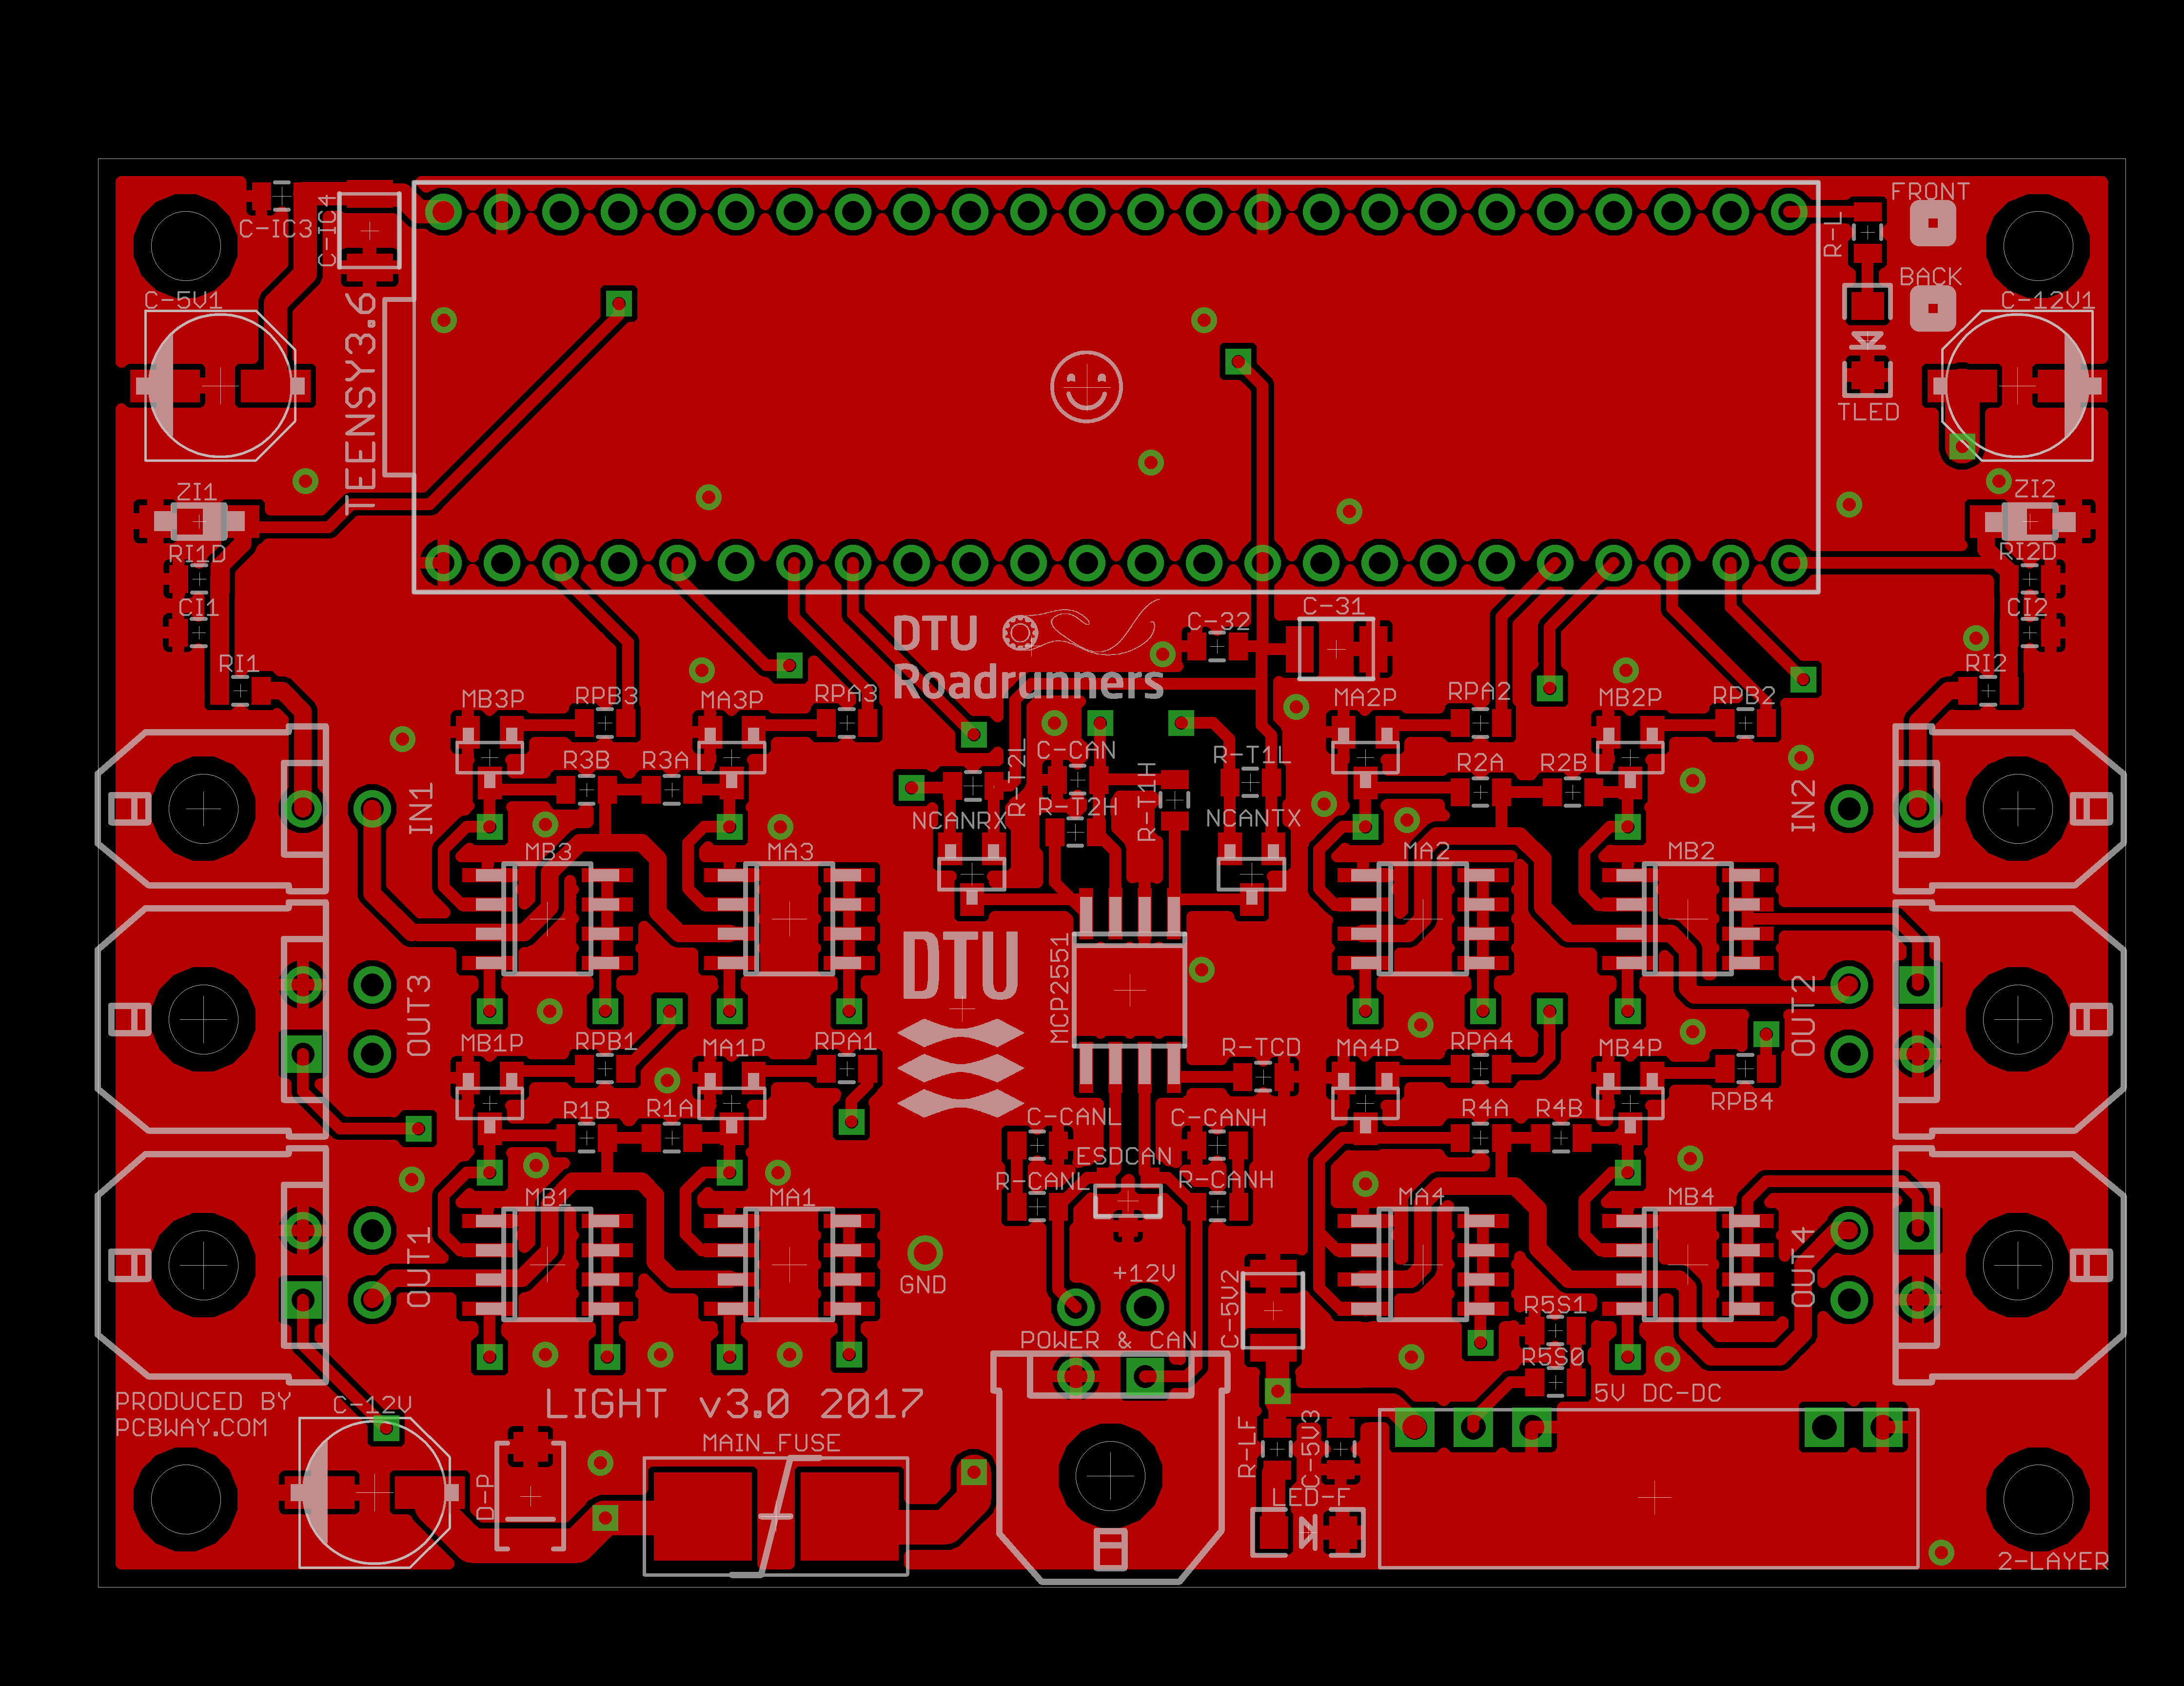 FRONT
C-IC3
C-IC4
R-L
BACK
C-5V1
C-12V1
TEENSY3.6
TLED
ZI1
ZI2
RI1D
RI2D
CI1
CI2
DTU
Roadrunners
C-32
C-31
RI1
RI2
MB3P
RPB3
MA3P
RPA3
MA2P
RPA2
MB2P
RPB2
R3B
R3A
R-T2L
C-CAN
R-T1H
R-T1L
R2A
R2B
IN1
IN2
NCANRX
R-T2H
NCANTX
MB3
MA3
MA2
MB2
DTU
MCP2551
OUT3
OUT2
MB1P
RPB1
MA1P
RPA1
R-TCD
MA4P
RPA4
MB4P
RPB4
R1B
R1A
C-CANL
C-CANH
R4A
R4B
ESDCAN
R-CANL
R-CANH
MB1
MA1
MA4
MB4
OUT1
OUT4
GND
+12V
C-5V2
POWER & CAN
R5S1
R5S0
5V DC-DC
PRODUCED BY
PCBWAY.COM
C-12V
LIGHT v3.0 2017
MAIN_FUSE
D-P
R-LF
C-5V3
LED-F
2-LAYER